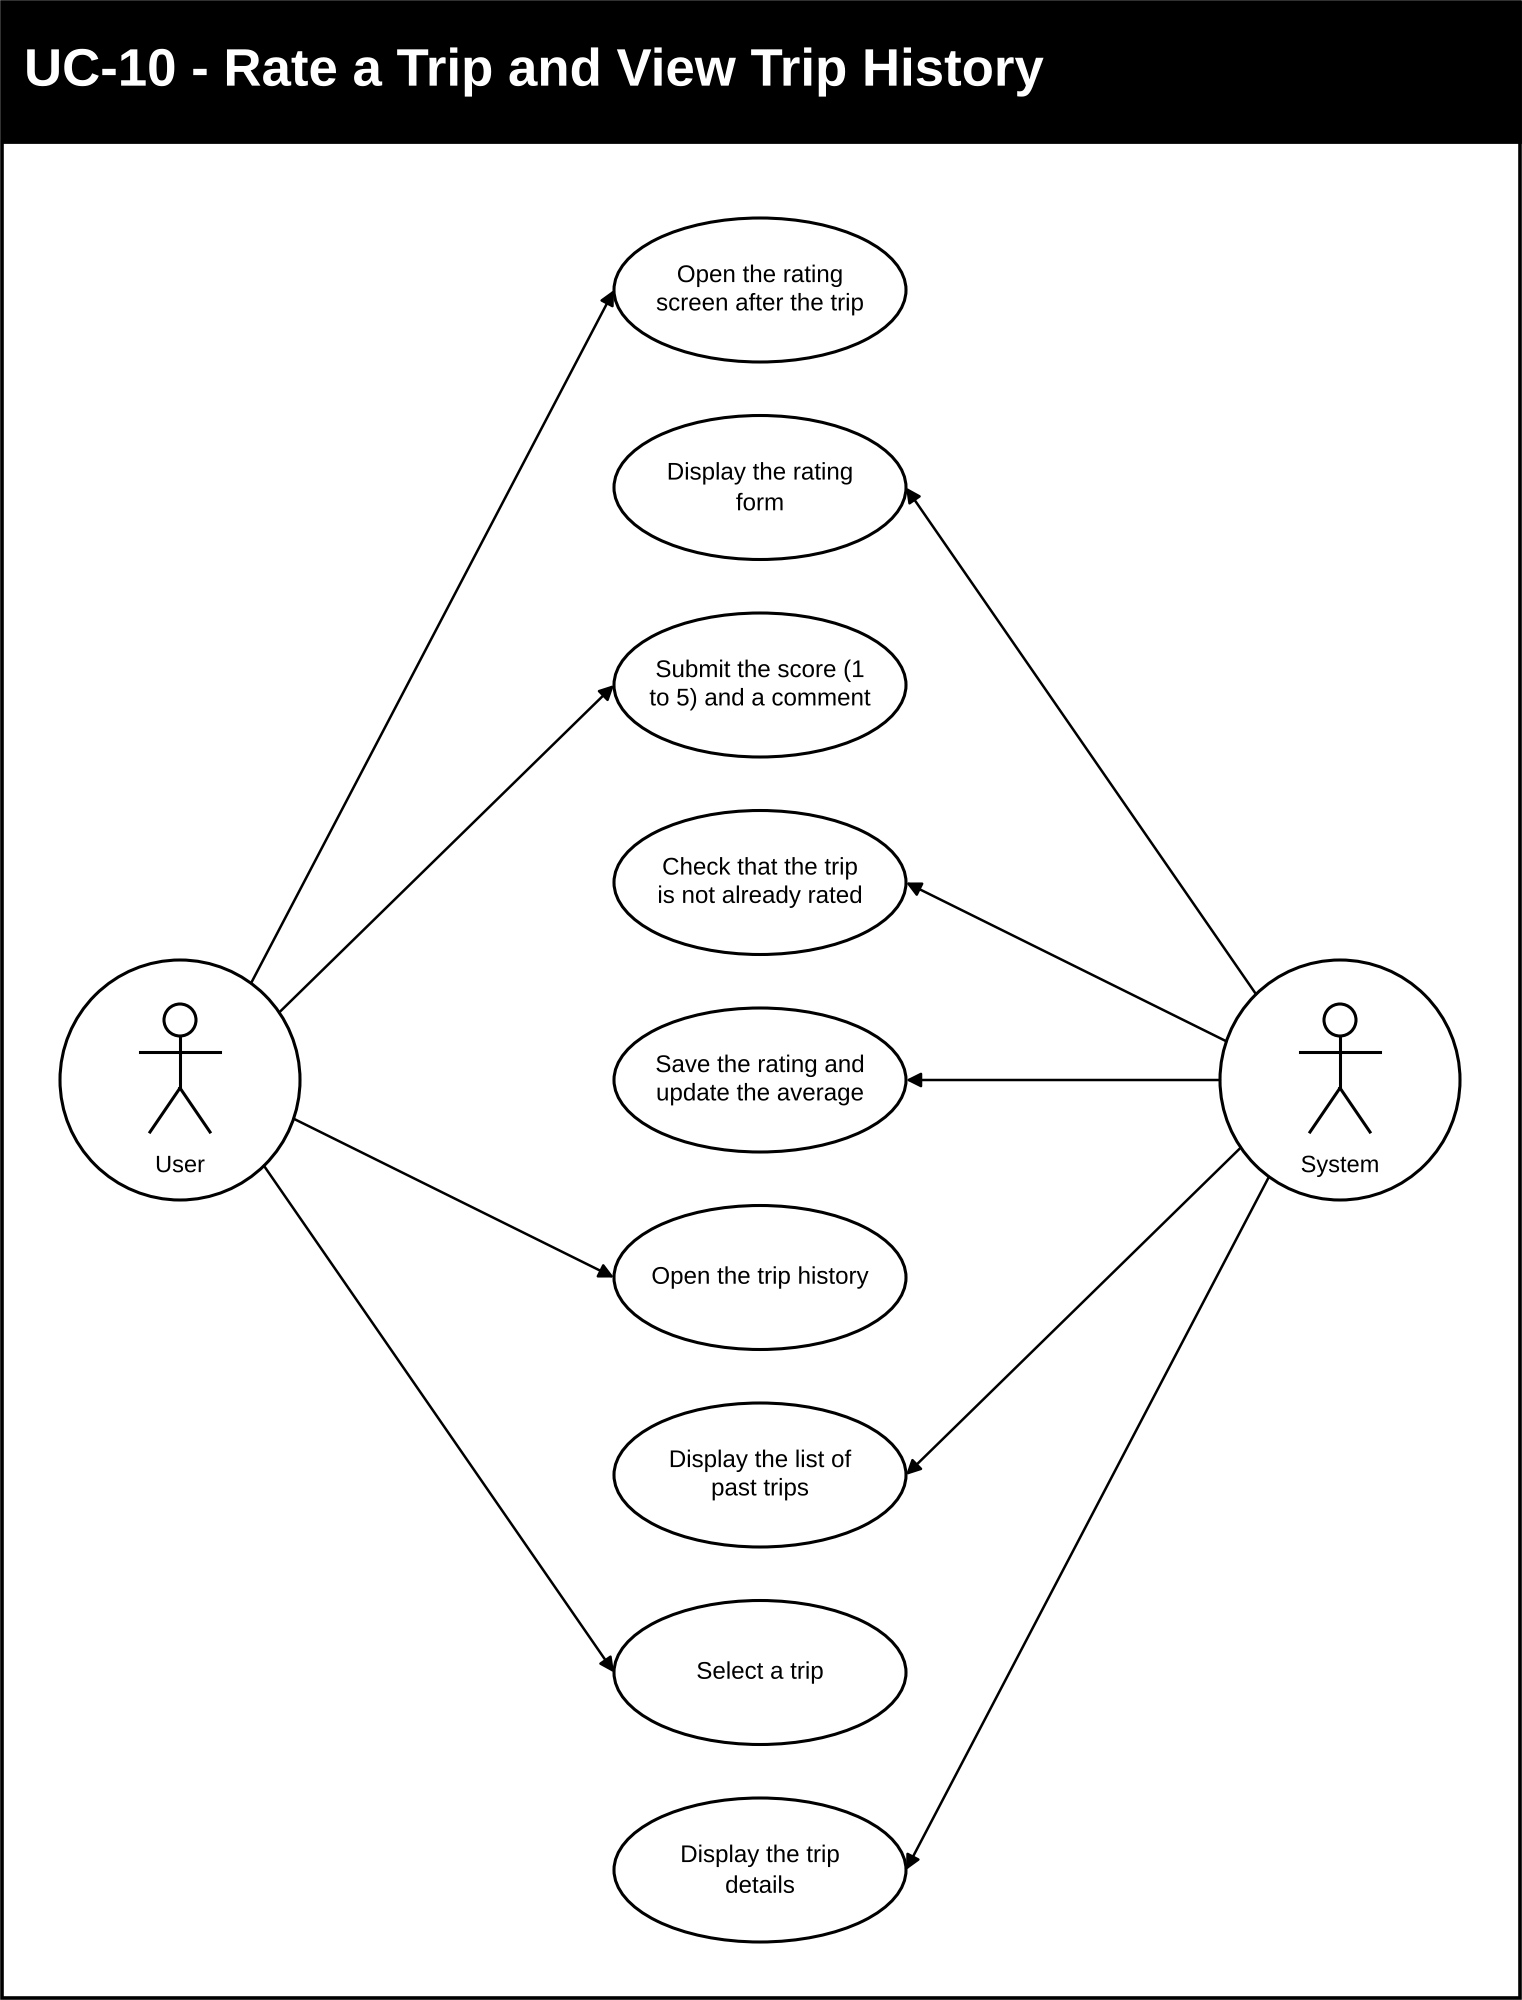 UC-10 - Rate a Trip and View Trip History
Open the rating
screen after the trip
Display the rating
form
Submit the score (1
to 5) and a comment
Check that the trip
is not already rated
Save the rating and
update the average
User
System
Open the trip history
Display the list of
past trips
Select a trip
Display the trip
details